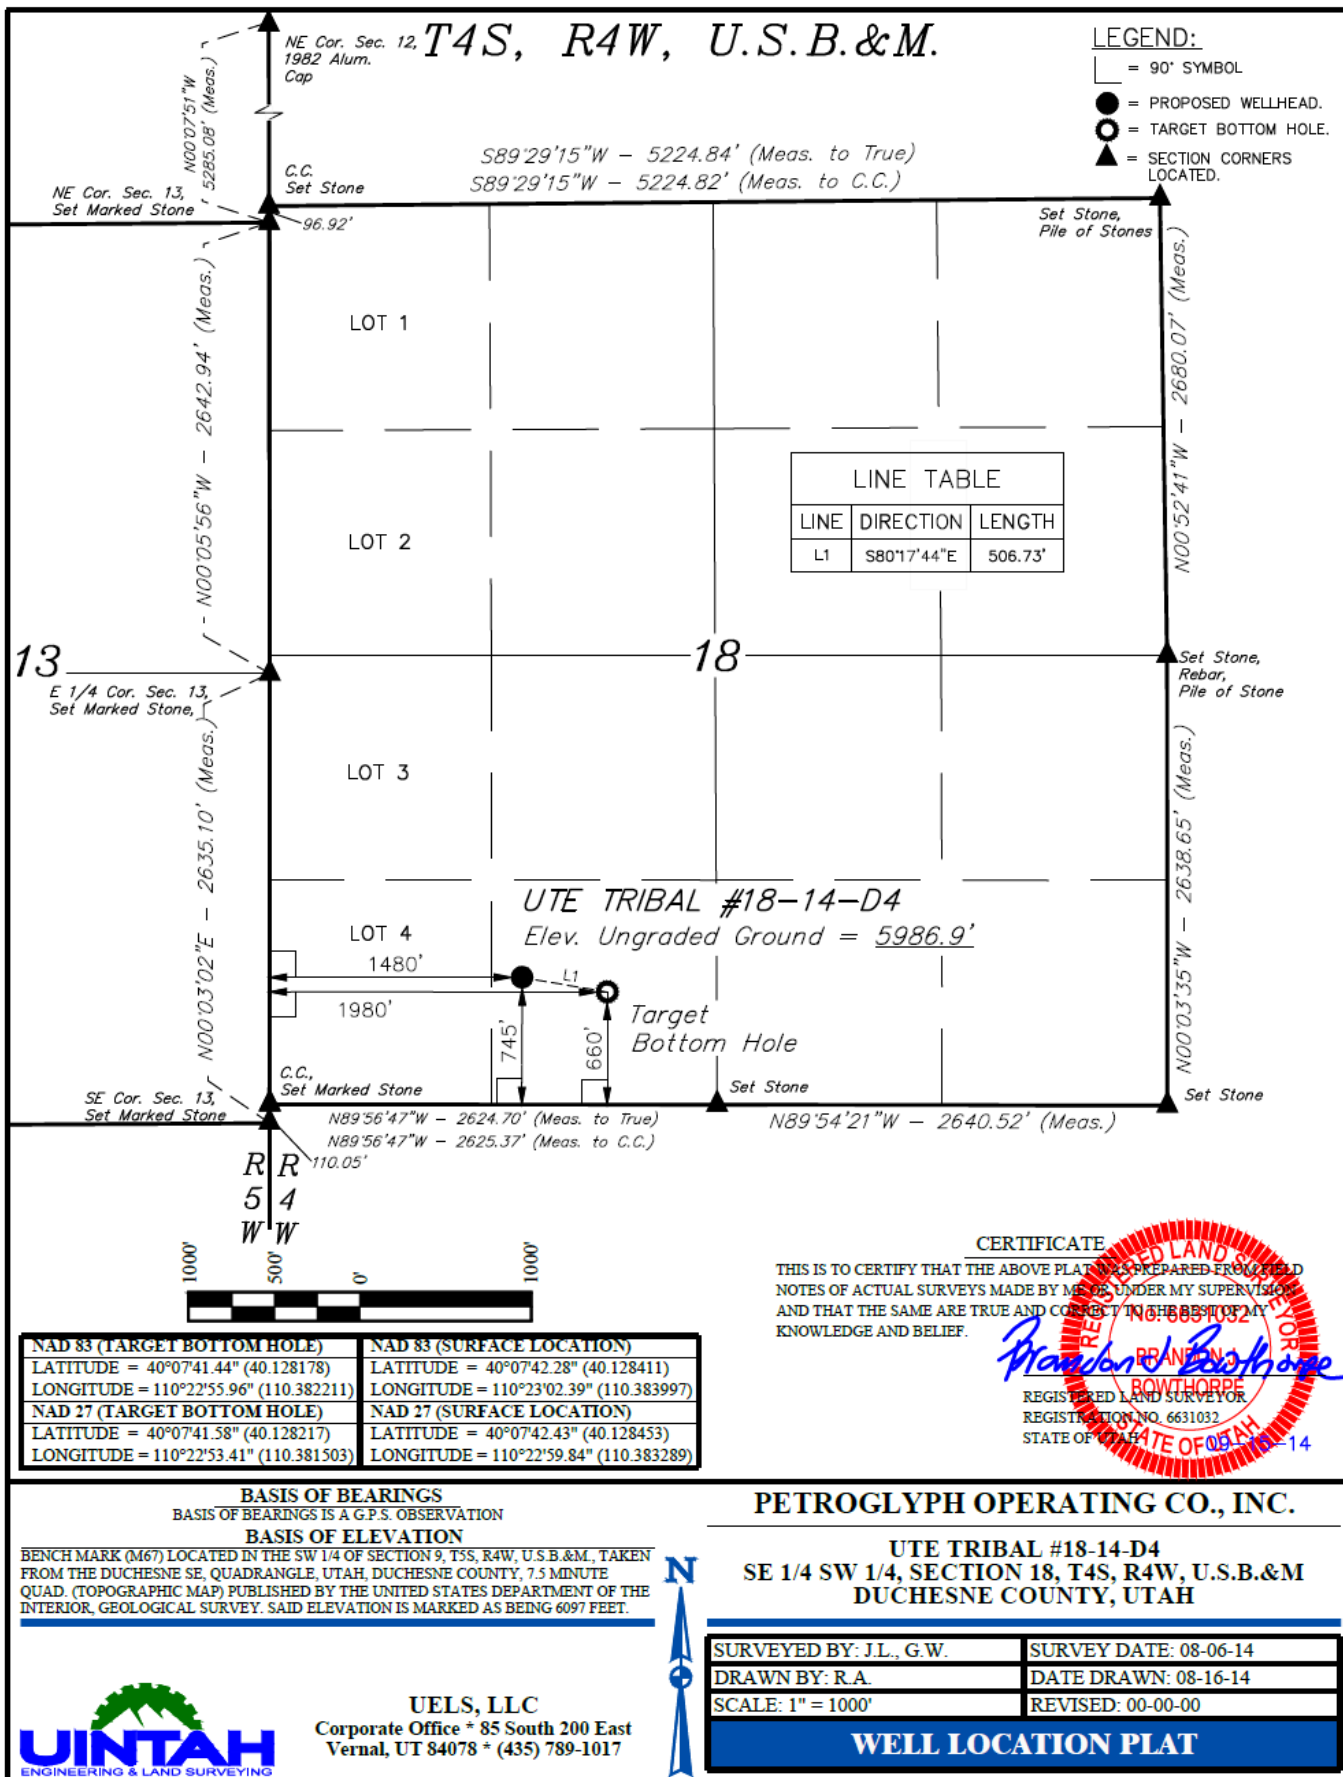 T4S, R4W, U.S.B.&M.
LEGEND:
= 90° SYMBOL
= PROPOSED WELLHEAD.
= TARGET BOTTOM HOLE.
= SECTION CORNERS
LOCATED.
NE Cor. Sec. 12,
1982 Alum.
Cap
N00°07'51"W
5285.08' (Meas.)
S89°29'15"W – 5224.84' (Meas. to True)
S89°29'15"W – 5224.82' (Meas. to C.C.)
C.C.
Set Stone
NE Cor. Sec. 13,
Set Marked Stone
96.92'
Set Stone,
Pile of Stones
N00°05'56"W – 2642.94' (Meas.)
N00°52'41"W – 2680.07' (Meas.)
LOT 1
LOT 2
LINE TABLE
LINE DIRECTION LENGTH
L1 S80°17'44"E 506.73'
13
18
E 1/4 Cor. Sec. 13,
Set Marked Stone,
Set Stone,
Rebar,
Pile of Stone
LOT 3
N00°03'02"E – 2635.10' (Meas.)
N00°03'35"W – 2638.65' (Meas.)
UTE TRIBAL #18–14–D4
Elev. Ungraded Ground = 5986.9'
LOT 4
1480'
L1
1980'
745'
660'
Target
Bottom Hole
C.C.,
Set Marked Stone
SE Cor. Sec. 13,
Set Marked Stone
Set Stone
Set Stone
N89°56'47"W – 2624.70' (Meas. to True)
N89°56'47"W – 2625.37' (Meas. to C.C.)
N89°54'21"W – 2640.52' (Meas.)
110.05'
R R
5 4
W W
1000' 500' 0' 1000'
CERTIFICATE
THIS IS TO CERTIFY THAT THE ABOVE PLAT WAS PREPARED FROM FIELD
NOTES OF ACTUAL SURVEYS MADE BY ME OR UNDER MY SUPERVISION
AND THAT THE SAME ARE TRUE AND CORRECT TO THE BEST OF MY
KNOWLEDGE AND BELIEF.
REGISTERED LAND SURVEYOR
No. 6631032
BRANDON J.
BOWTHORPE
STATE OF UTAH
Brandon J Bowthorpe
REGISTERED LAND SURVEYOR
REGISTRATION NO. 6631032
STATE OF UTAH
09–15–14
NAD 83 (TARGET BOTTOM HOLE)
LATITUDE = 40°07'41.44" (40.128178)
LONGITUDE = 110°22'55.96" (110.382211)
NAD 27 (TARGET BOTTOM HOLE)
LATITUDE = 40°07'41.58" (40.128217)
LONGITUDE = 110°22'53.41" (110.381503)
NAD 83 (SURFACE LOCATION)
LATITUDE = 40°07'42.28" (40.128411)
LONGITUDE = 110°23'02.39" (110.383997)
NAD 27 (SURFACE LOCATION)
LATITUDE = 40°07'42.43" (40.128453)
LONGITUDE = 110°22'59.84" (110.383289)
BASIS OF BEARINGS
BASIS OF BEARINGS IS A G.P.S. OBSERVATION
BASIS OF ELEVATION
BENCH MARK (M67) LOCATED IN THE SW 1/4 OF SECTION 9, T5S, R4W, U.S.B.&M., TAKEN
FROM THE DUCHESNE SE, QUADRANGLE, UTAH, DUCHESNE COUNTY, 7.5 MINUTE
QUAD. (TOPOGRAPHIC MAP) PUBLISHED BY THE UNITED STATES DEPARTMENT OF THE
INTERIOR, GEOLOGICAL SURVEY. SAID ELEVATION IS MARKED AS BEING 6097 FEET.
N
UINTAH
ENGINEERING & LAND SURVEYING
UELS, LLC
Corporate Office * 85 South 200 East
Vernal, UT 84078 * (435) 789-1017
PETROGLYPH OPERATING CO., INC.
UTE TRIBAL #18-14-D4
SE 1/4 SW 1/4, SECTION 18, T4S, R4W, U.S.B.&M
DUCHESNE COUNTY, UTAH
SURVEYED BY: J.L., G.W. SURVEY DATE: 08-06-14
DRAWN BY: R.A. DATE DRAWN: 08-16-14
SCALE: 1" = 1000' REVISED: 00-00-00
WELL LOCATION PLAT